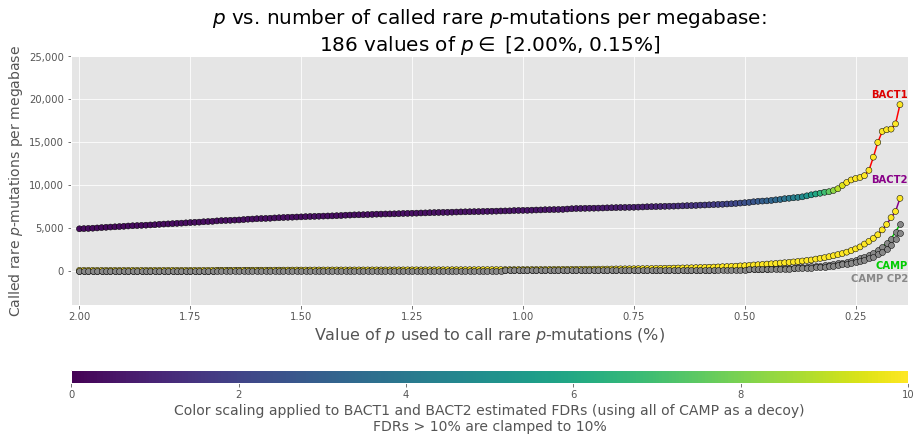 p vs. number of called rare p-mutations per megabase:
186 values of p ∈ [2.00%, 0.15%]
Called rare p-mutations per megabase
25,000
20,000
15,000
10,000
5,000
0
BACT1
BACT2
CAMP
CAMP CP2
2.00 1.75 1.50 1.25 1.00 0.75 0.50 0.25
Value of p used to call rare p-mutations (%)
0 2 4 6 8 10
Color scaling applied to BACT1 and BACT2 estimated FDRs (using all of CAMP as a decoy)
FDRs > 10% are clamped to 10%